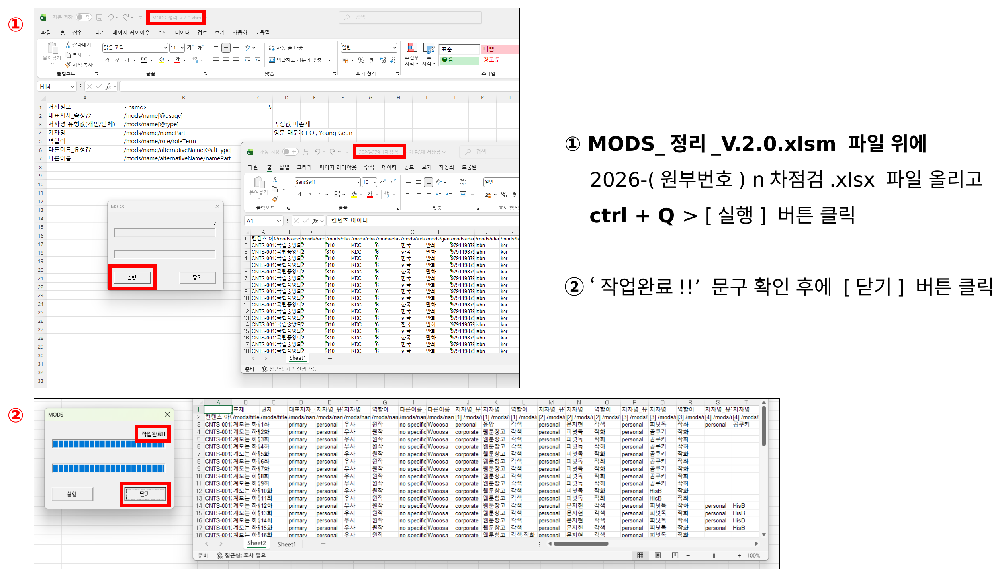 ①
자동 저장 끔 MODS_정리_V.2.0.xlsm 검색
파일 홈 삽입 그리기 페이지 레이아웃 수식 데이터 검토 보기 자동화 도움말
붙여넣기 잘라내기 복사 서식 복사 클립보드
맑은 고딕 11 가 가 가 가 가 가 내천 글꼴
가나다라 자동 줄 바꿈 병합하고 가운데 맞춤 맞춤
일반 % 표시 형식
조건부 서식 표 서식 표준 나쁨 좋음 경고문 스타일
H14 fx
A B C D E F G H I J K L
1 저자정보 <name> 5
2 대표저자_속성값 /mods/name[@usage]
3 저자명_유형값(개인/단체) /mods/name[@type] 속성값 미존재
4 저자명 /mods/name/namePart 영문 대문 CHOI, Young Geun
5 역할어 /mods/name/role/roleTerm
6 다른이름_유형값 /mods/name/alternativeName[@altType]
7 다른이름 /mods/name/alternativeName/namePart
8
9
10
11
12
13
14
15
16
17
18
19
20
21
22
23
24
25
26
27
28
29
30
31
32
33
MODS
/
실행 닫기
자동 저장 끔 2026-379 1차점검... 이 PC에 저장됨 검색
파일 홈 삽입 그리기 페이지 레이아웃 수식 데이터 검토 보기 자동화 도움말
붙여넣기 클립보드
SansSerif 10 가 가 가 가 가 가 내천 글꼴
맞춤
일반 % 표시 형식
A1 fx 컨텐츠 아이디
A B C D E F G H I J K
1 컨텐츠 아 /mods/acc /mods/acc /mods/clas /mods/clas /mods/clas /mods/ext /mods/gen /mods/iden /mods/iden /mods/la
2 CNTS-001 국립중앙도 2 810 KDC 6 한국 만화 979119879 isbn kor
3 CNTS-001 국립중앙도 2 810 KDC 6 한국 만화 979119879 isbn kor
4 CNTS-001 국립중앙도 2 810 KDC 6 한국 만화 979119879 isbn kor
5 CNTS-001 국립중앙도 2 810 KDC 6 한국 만화 979119879 isbn kor
6 CNTS-001 국립중앙도 2 810 KDC 6 한국 만화 979119879 isbn kor
7 CNTS-001 국립중앙도 2 810 KDC 6 한국 만화 979119879 isbn kor
8 CNTS-001 국립중앙도 2 810 KDC 6 한국 만화 979119879 isbn kor
9 CNTS-001 국립중앙도 2 810 KDC 6 한국 만화 979119879 isbn kor
10 CNTS-001 국립중앙도 2 810 KDC 6 한국 만화 979119879 isbn kor
11 CNTS-001 국립중앙도 2 810 KDC 6 한국 만화 979119879 isbn kor
12 CNTS-001 국립중앙도 2 810 KDC 6 한국 만화 979119879 isbn kor
13 CNTS-001 국립중앙도 2 810 KDC 6 한국 만화 979119879 isbn kor
14 CNTS-001 국립중앙도 2 810 KDC 6 한국 만화 979119879 isbn kor
15 CNTS-001 국립중앙도 2 810 KDC 6 한국 만화 979119879 isbn kor
16 CNTS-001 국립중앙도 2 810 KDC 6 한국 만화 979119879 isbn kor
17 CNTS-001 국립중앙도 2 810 KDC 6 한국 만화 979119879 isbn kor
18 CNTS-001 국립중앙도 2 810 KDC 6 한국 만화 979119879 isbn kor
Sheet1 +
준비 접근성: 계속 진행 가능
① MODS_정리_V.2.0.xlsm 파일 위에
2026-(원부번호) n차점검.xlsx 파일 올리고
ctrl + Q > [실행] 버튼 클릭
② ‘작업완료!!’ 문구 확인 후에 [닫기] 버튼 클릭
②
MODS
작업완료!!
실행 닫기
A B C D E F G H I J K L M N O P Q R S T
1 표제 권차 대표저자_ 저자명_유 저자명 역할어 다른이름_ 다른이름 저자명_유 저자명 역할어 저자명_유 저자명 역할어 저자명_유 저자명 역할어 저자명_유 저자명
2 컨텐츠 아 /mods/title /mods/title /mods/nan /mods/nan /mods/nan /mods/nan /mods/nan /mods/nan [1] /mods/ [1] /mods/ [1] /mods/ [2] /mods/ [2] /mods/ [2] /mods/ [3] /mods/ [3] /mods/ [3] /mods/ [4] /mods/ [4] /mods/
3 CNTS-001 계모는 하 1화 primary personal 우사 원작 no specific Wooosa personal 윤양 각색 personal 문지현 각색 personal 피넛독 작화 personal 곰쿠키
4 CNTS-001 계모는 하 2화 primary personal 우사 원작 no specific Wooosa corporate 웹툰창고 각색 personal 피넛독 작화 personal 곰쿠키 작화
5 CNTS-001 계모는 하 3화 primary personal 우사 원작 no specific Wooosa corporate 웹툰창고 각색 personal 피넛독 작화 personal 곰쿠키 작화
6 CNTS-001 계모는 하 4화 primary personal 우사 원작 no specific Wooosa corporate 웹툰창고 각색 personal 피넛독 작화 personal 곰쿠키 작화
7 CNTS-001 계모는 하 5화 primary personal 우사 원작 no specific Wooosa corporate 웹툰창고 각색 personal 피넛독 작화 personal 곰쿠키 작화
8 CNTS-001 계모는 하 6화 primary personal 우사 원작 no specific Wooosa corporate 웹툰창고 각색 personal 피넛독 작화 personal 곰쿠키 작화
9 CNTS-001 계모는 하 7화 primary personal 우사 원작 no specific Wooosa corporate 웹툰창고 각색 personal 피넛독 작화 personal 곰쿠키 작화
10 CNTS-001 계모는 하 8화 primary personal 우사 원작 no specific Wooosa corporate 웹툰창고 각색 personal 피넛독 작화 personal 곰쿠키 작화
11 CNTS-001 계모는 하 9화 primary personal 우사 원작 no specific Wooosa corporate 웹툰창고 각색 personal 피넛독 작화 personal 곰쿠키 작화
12 CNTS-001 계모는 하 10화 primary personal 우사 원작 no specific Wooosa corporate 웹툰창고 각색 personal 피넛독 작화 personal HisB 작화
13 CNTS-001 계모는 하 11화 primary personal 우사 원작 no specific Wooosa corporate 웹툰창고 각색 personal 피넛독 작화 personal HisB 작화
14 CNTS-001 계모는 하 12화 primary personal 우사 원작 no specific Wooosa corporate 웹툰창고 각색 personal 문지현 각색 personal 피넛독 작화 personal HisB
15 CNTS-001 계모는 하 13화 primary personal 우사 원작 no specific Wooosa corporate 웹툰창고 각색 personal 문지현 각색 personal 피넛독 작화 personal HisB
16 CNTS-001 계모는 하 14화 primary personal 우사 원작 no specific Wooosa corporate 웹툰창고 각색 personal 문지현 각색 personal 피넛독 작화 personal HisB
17 CNTS-001 계모는 하 15화 primary personal 우사 원작 no specific Wooosa corporate 웹툰창고 각색 personal 문지현 각색 personal 피넛독 작화 personal HisB
18 CNTS-001 계모는 하 16화 primary personal 우사 원작 no specific Wooosa corporate 웹툰창고 각색·작화 personal 문지현 각색 personal 피넛독 작화
Sheet2 Sheet1 +
준비 접근성: 조사 필요 − + 100%